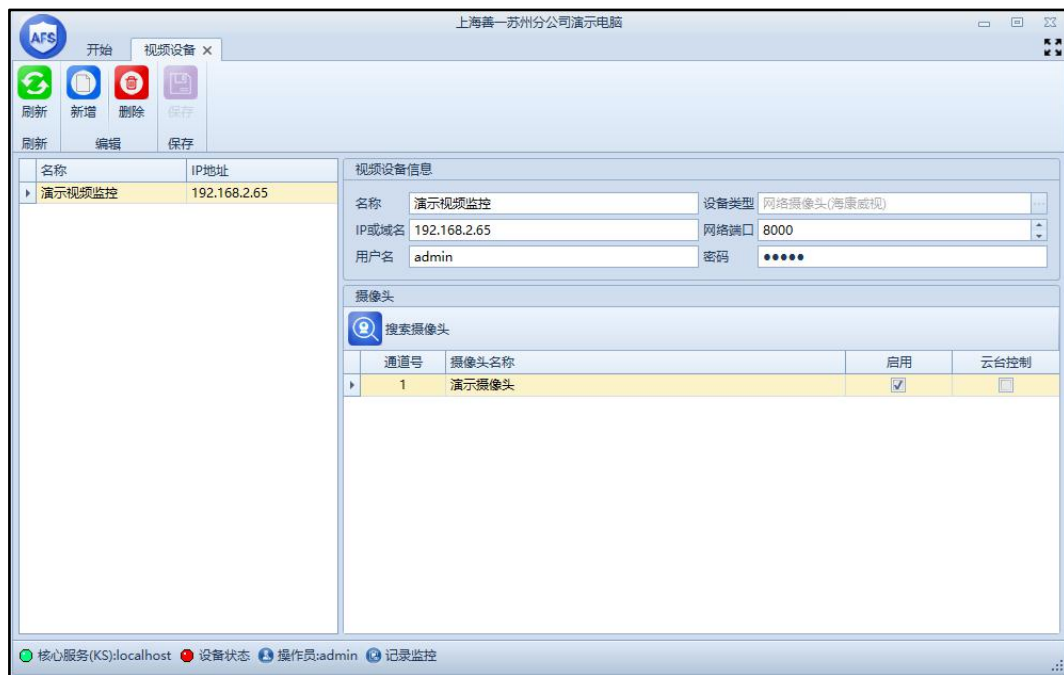 上海善一苏州分公司演示电脑
AFS
开始 视频设备
刷新 新增 删除 保存
刷新 编辑 保存
名称 IP地址
演示视频监控 192.168.2.65
视频设备信息
名称 演示视频监控 设备类型 网络摄像头(海康威视)
IP或域名 192.168.2.65 网络端口 8000
用户名 admin 密码 ●●●●●
摄像头
搜索摄像头
通道号 摄像头名称 启用 云台控制
1 演示摄像头
核心服务(KS):localhost 设备状态 操作员:admin 记录监控